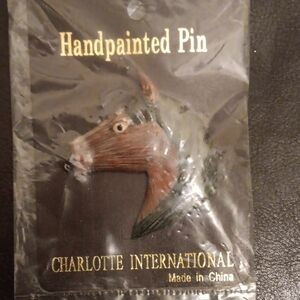 Handpainted Pin
CHARLOTTE INTERNATIONAL
Made in China